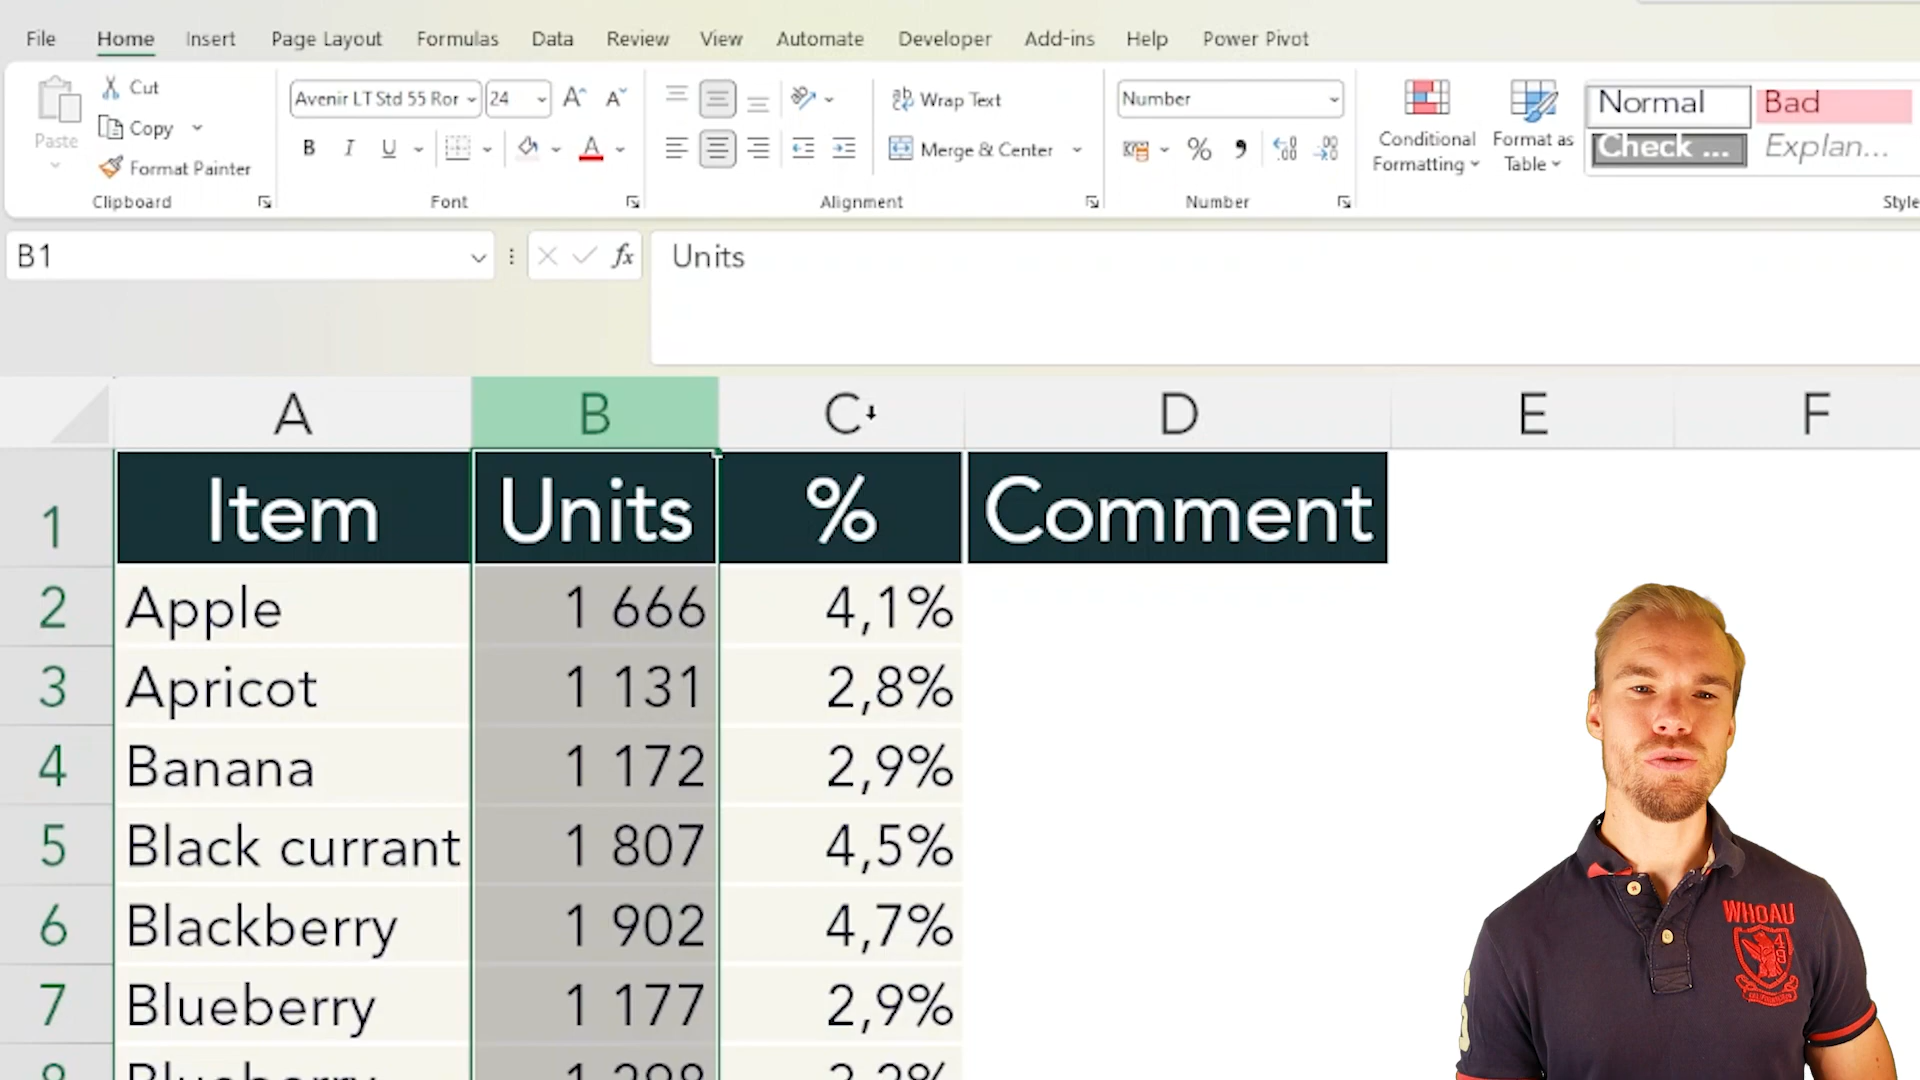 File Home Insert Page Layout Formulas Data Review View Automate Developer Add-ins Help Power Pivot
Paste
Cut
Copy
Format Painter
Clipboard
Avenir LT Std 55 Ror 24
B I U
Font
Wrap Text
Merge & Center
Alignment
Number
%
Number
Conditional Formatting
Format as Table
Normal Bad
Check ... Explan...
Style
B1 fx Units
A B C D E F
1 Item Units % Comment
2 Apple 1 666 4,1%
3 Apricot 1 131 2,8%
4 Banana 1 172 2,9%
5 Black currant 1 807 4,5%
6 Blackberry 1 902 4,7%
7 Blueberry 1 177 2,9%
WHOAU